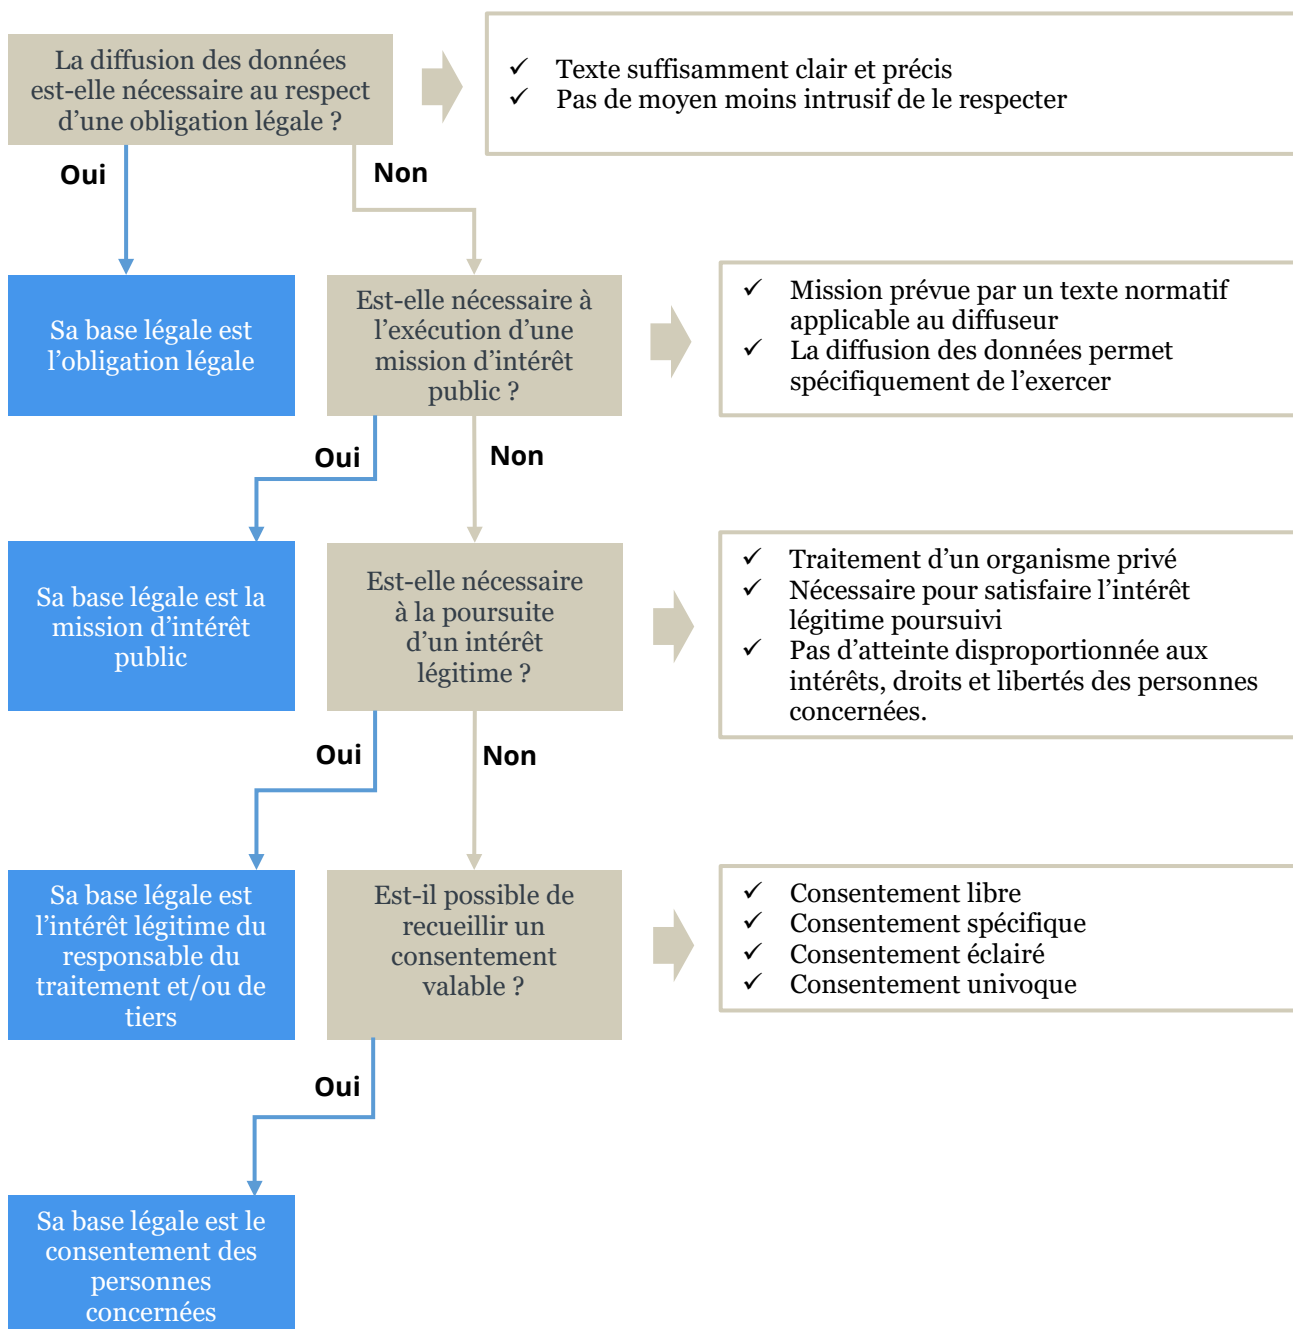 La diffusion des données
est-elle nécessaire au respect
d’une obligation légale ?
✓ Texte suffisamment clair et précis
✓ Pas de moyen moins intrusif de le respecter
Oui
Non
Sa base légale est
l’obligation légale
Est-elle nécessaire à
l’exécution d’une
mission d’intérêt
public ?
✓ Mission prévue par un texte normatif
applicable au diffuseur
✓ La diffusion des données permet
spécifiquement de l’exercer
Oui
Non
Sa base légale est la
mission d’intérêt
public
Est-elle nécessaire
à la poursuite
d’un intérêt
légitime ?
✓ Traitement d’un organisme privé
✓ Nécessaire pour satisfaire l’intérêt
légitime poursuivi
✓ Pas d’atteinte disproportionnée aux
intérêts, droits et libertés des personnes
concernées.
Oui
Non
Sa base légale est
l’intérêt légitime du
responsable du
traitement et/ou de
tiers
Est-il possible de
recueillir un
consentement
valable ?
✓ Consentement libre
✓ Consentement spécifique
✓ Consentement éclairé
✓ Consentement univoque
Oui
Sa base légale est le
consentement des
personnes
concernées